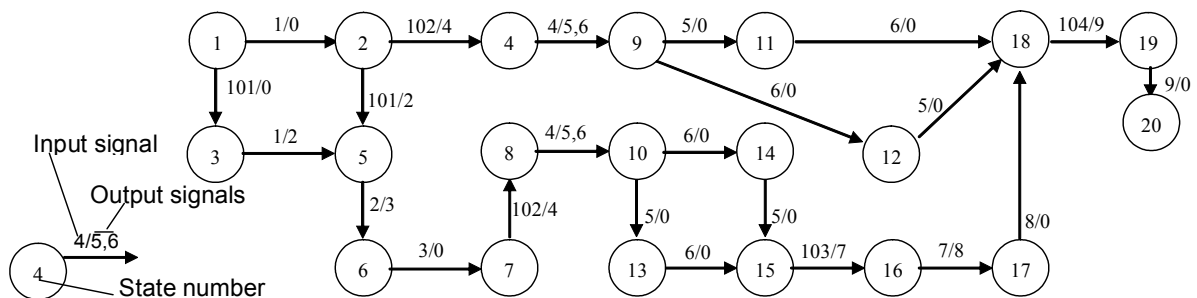 1 1/0 2 102/4 4 4/5,6 9 5/0 11 6/0 18 104/9 19
101/0 101/2 6/0 5/0 9/0
20
3 1/2 5 8 4/5,6 10 6/0 14 12
Input signal
Output signals
2/3 102/4 5/0 5/0 8/0
4/5,6
4 6 3/0 7 13 6/0 15 103/7 16 7/8 17
State number